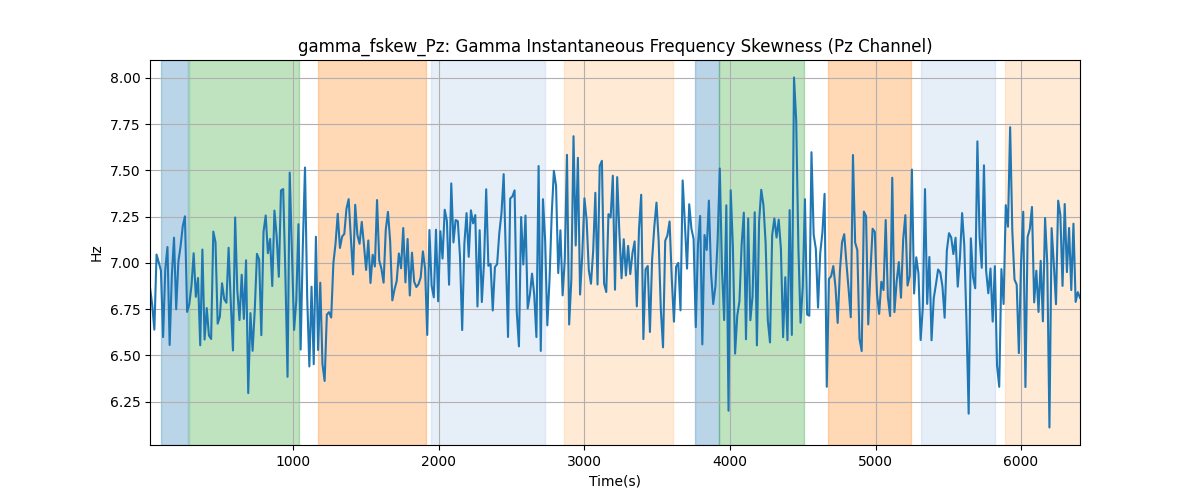 gamma_fskew_Pz: Gamma Instantaneous Frequency Skewness (Pz Channel)
8.00
7.75
7.50
7.25
7.00
6.75
6.50
6.25
Hz
1000 2000 3000 4000 5000 6000
Time(s)